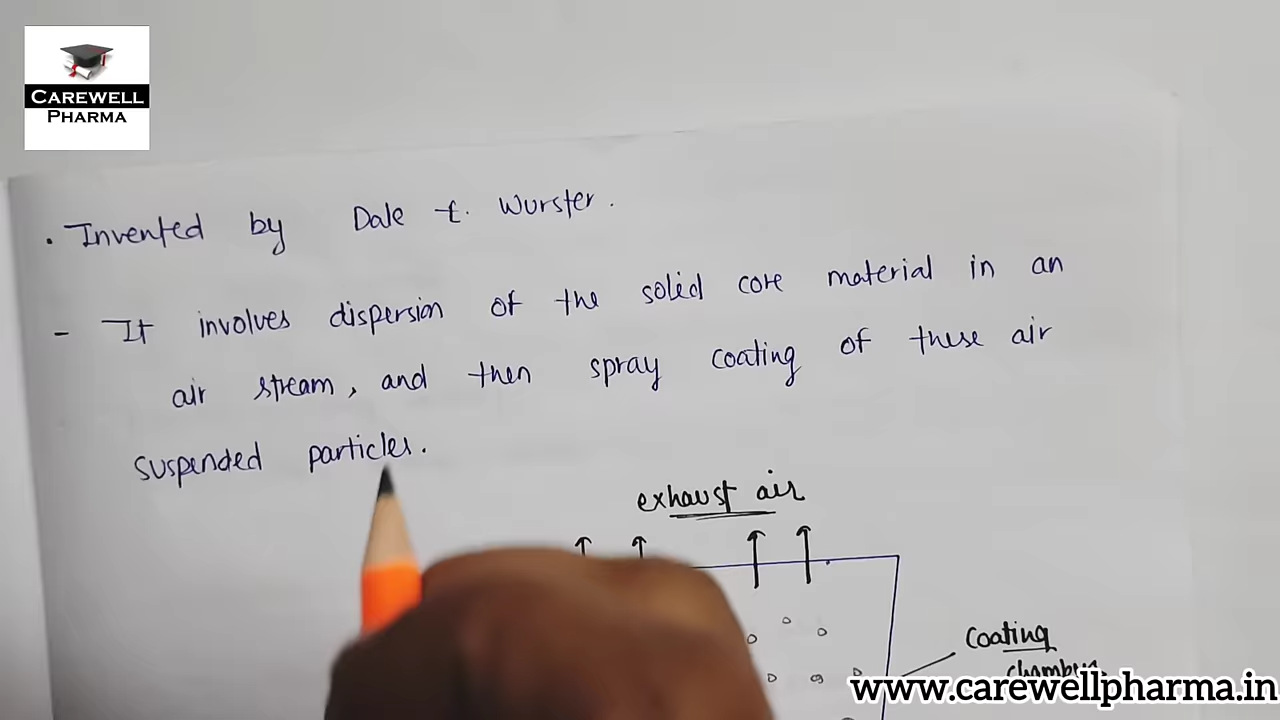 CAREWELL
PHARMA
. Invented by Dale E. Wurster.
- It involves dispersion of the solid core material in an
air stream, and then spray coating of these air
suspended particles.
exhaust air
Coating
chamber
www.carewellpharma.in